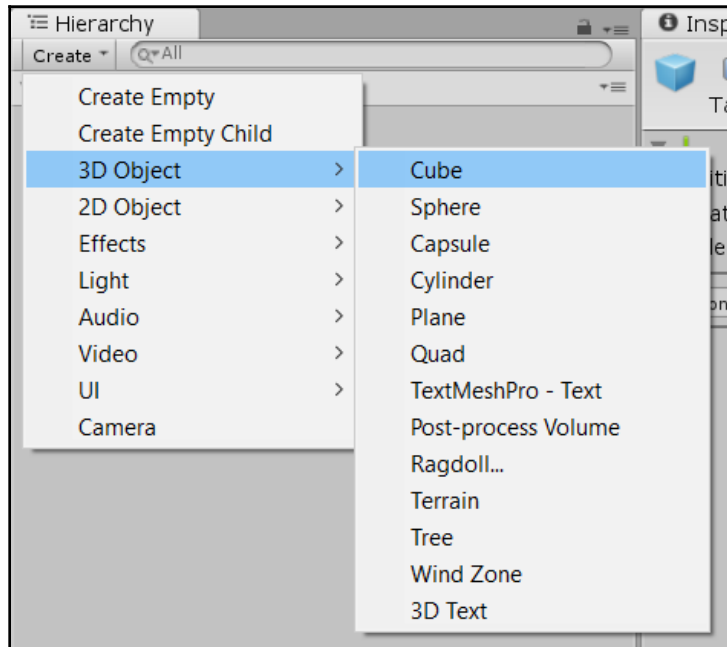 Hierarchy
Create
All
Create Empty
Create Empty Child
3D Object
2D Object
Effects
Light
Audio
Video
UI
Camera
Cube
Sphere
Capsule
Cylinder
Plane
Quad
TextMeshPro - Text
Post-process Volume
Ragdoll...
Terrain
Tree
Wind Zone
3D Text